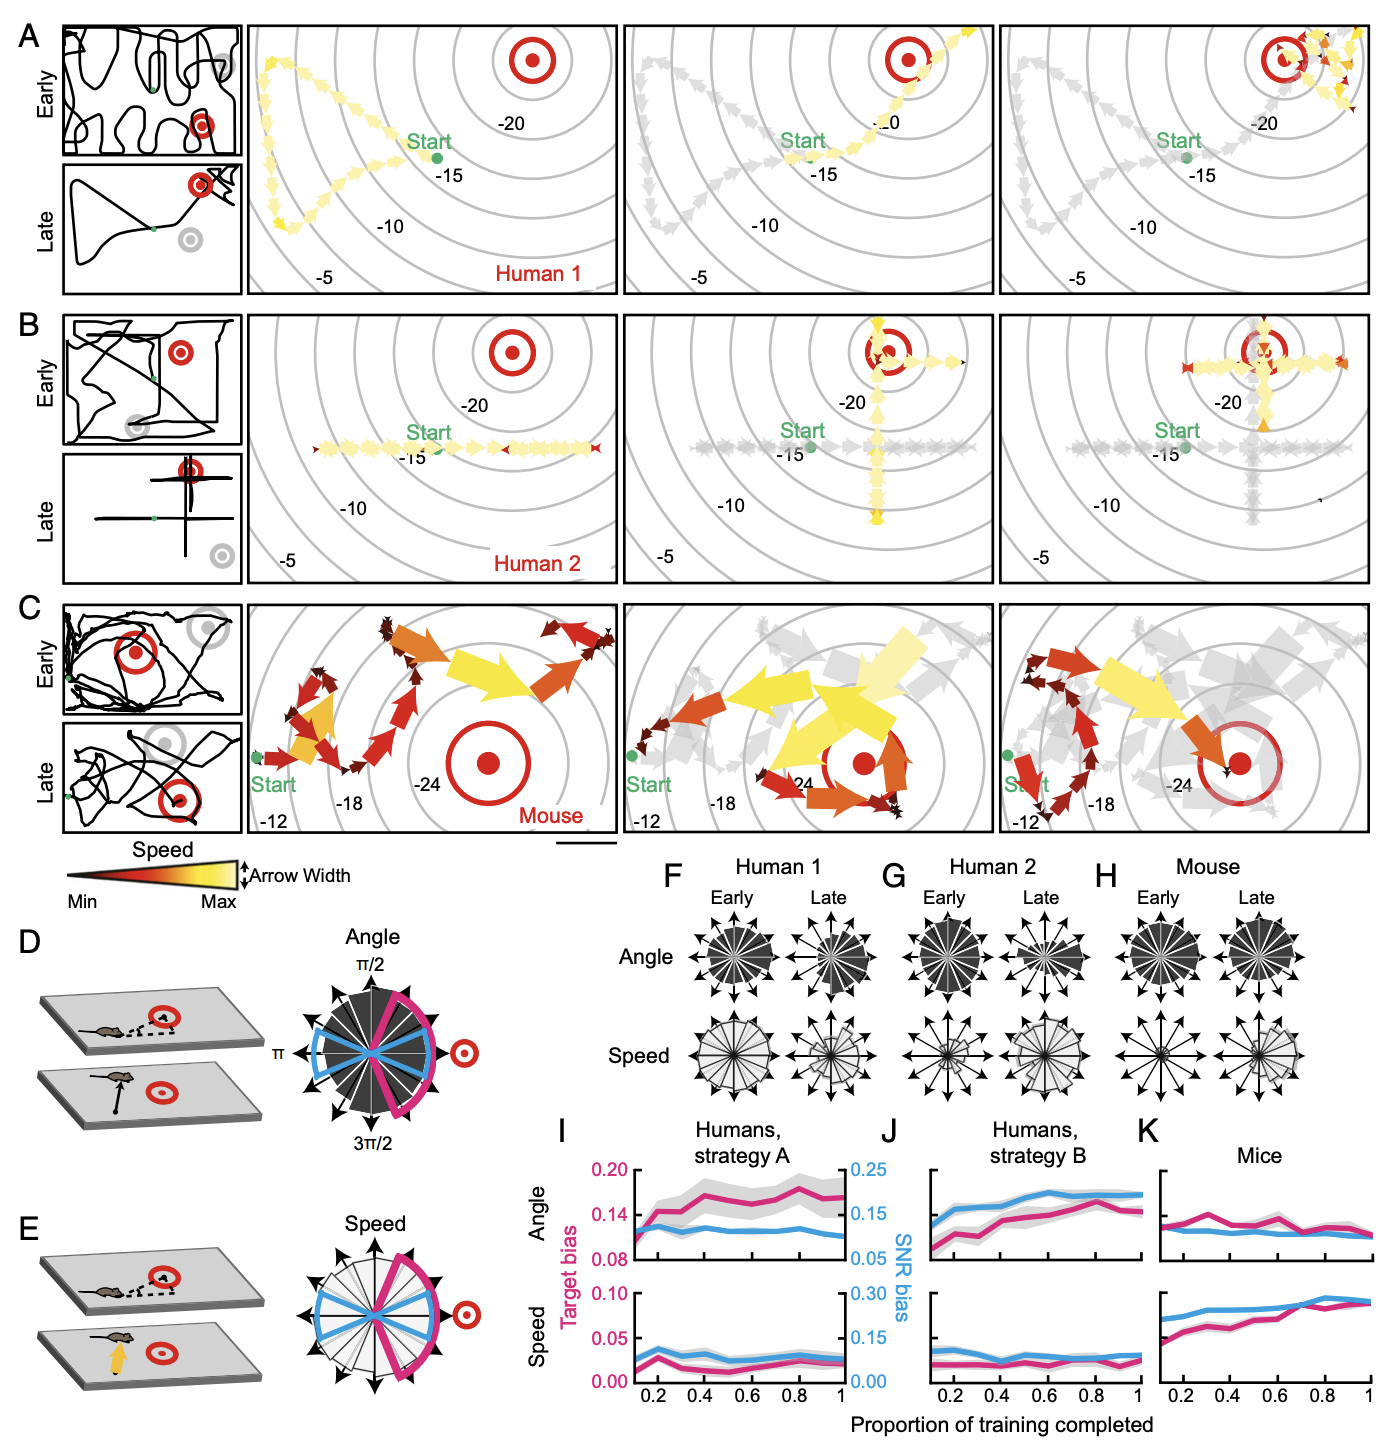 A
Early
Late
Start
-20
-15
-10
-5
Human 1
Start
-20
-15
-10
-5
Start
-20
-15
-10
-5
B
Early
Late
Start
-20
-15
-10
-5
Human 2
Start
-20
-15
-10
-5
Start
-20
-15
-10
-5
C
Early
Late
Start
-24
-18
-12
Mouse
24
-18
-12
Start
-24
-18
-12
Speed
Arrow Width
Min Max
D
Angle
π/2
π
3π/2
E
Speed
F Human 1
Early Late
G Human 2
Early Late
H Mouse
Early Late
Angle
Speed
I Humans, strategy A
J Humans, strategy B
K Mice
Angle
Target bias
0.20
0.14
0.08
0.25
0.15
0.05
SNR bias
Speed
0.10
0.05
0.00
0.30
0.15
0.00
0.2 0.4 0.6 0.8 1
0.2 0.4 0.6 0.8 1
0.2 0.4 0.6 0.8 1
Proportion of training completed